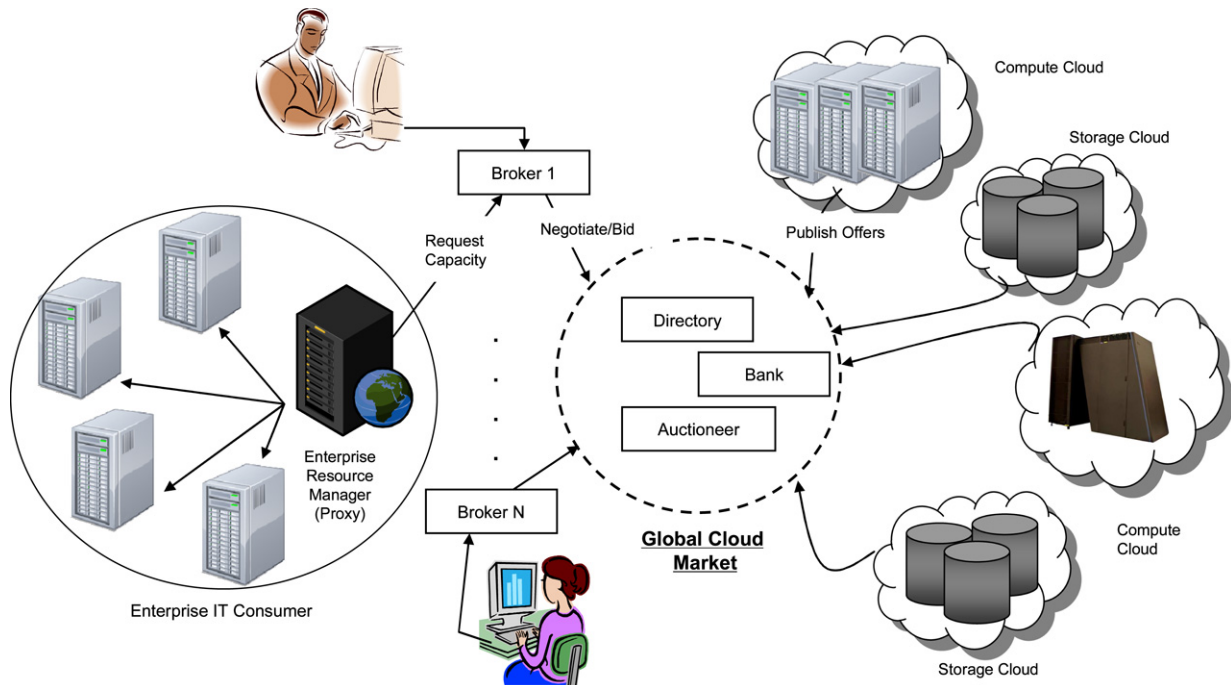 Compute Cloud
Storage Cloud
Broker 1
Negotiate/Bid
Publish Offers
Request
Capacity
Directory
Bank
Auctioneer
Enterprise
Resource
Manager
(Proxy)
Broker N
Global Cloud
Market
Compute
Cloud
Enterprise IT Consumer
Storage Cloud